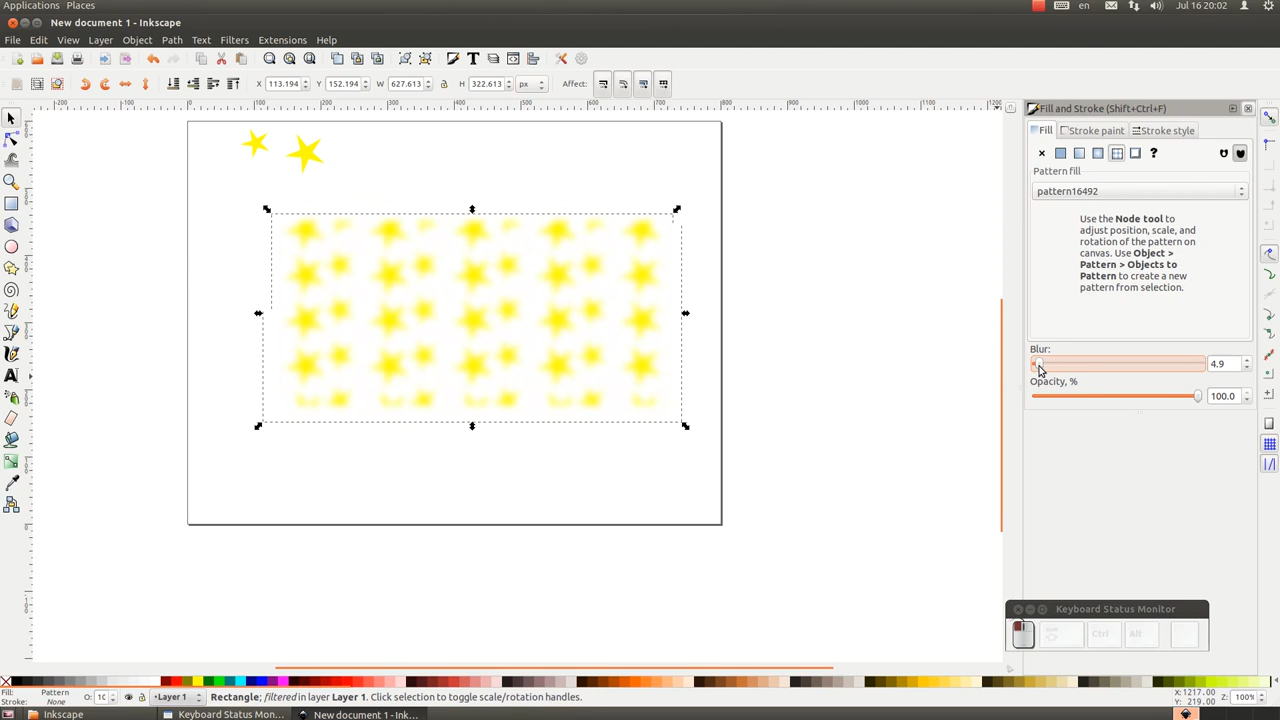 Applications Places
en
Jul 16 20:02
New document 1 - Inkscape
File Edit View Layer Object Path Text Filters Extensions Help
X 113.194 Y 152.194 W 627.613 H 322.613 px Affect:
Fill and Stroke (Shift+Ctrl+F)
Fill Stroke paint Stroke style
?
Pattern fill
pattern16492
Use the Node tool to
adjust position, scale, and
rotation of the pattern on
canvas. Use Object >
Pattern > Objects to
Pattern to create a new
pattern from selection.
Blur:
4.9
Opacity, %
100.0
Keyboard Status Monitor
Ctrl Alt
Fill: Pattern
Stroke: None
O: 1
Layer 1
Rectangle; filtered in layer Layer 1. Click selection to toggle scale/rotation handles.
X:1217.00
Y: 219.00
Z: 100%
Inkscape
Keyboard Status Mon...
New document 1 - Ink...